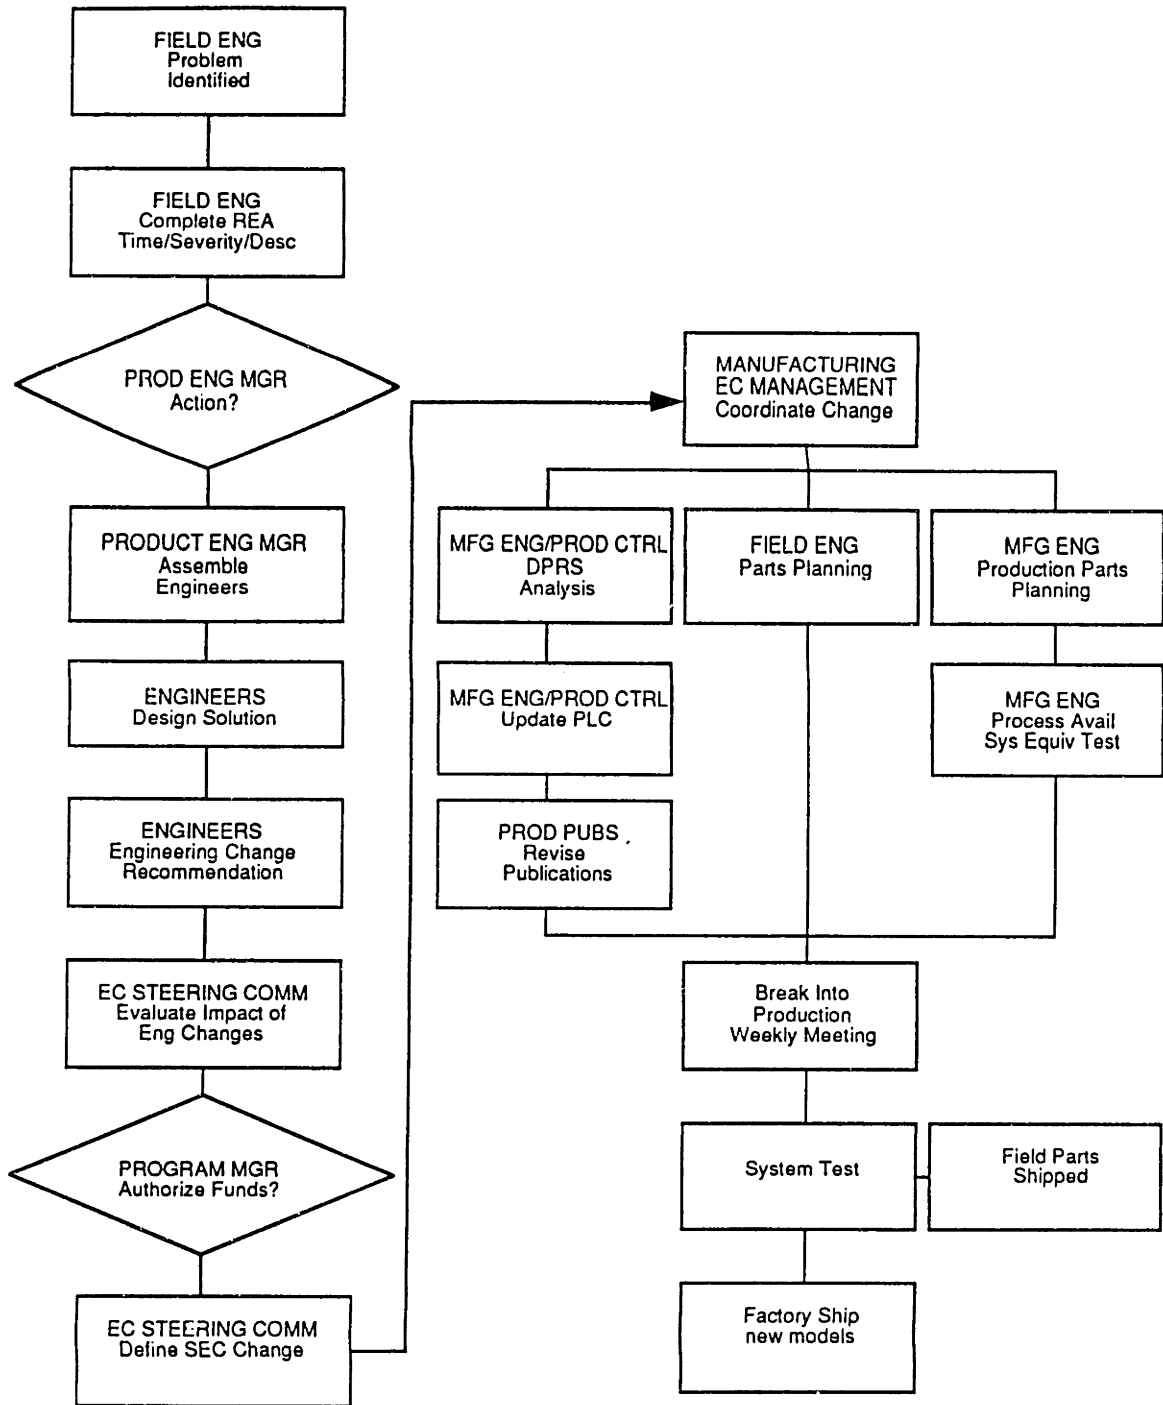 FIELD ENG
Problem
Identified
FIELD ENG
Complete REA
Time/Severity/Desc
PROD ENG MGR
Action?
PRODUCT ENG MGR
Assemble
Engineers
ENGINEERS
Design Solution
ENGINEERS
Engineering Change
Recommendation
EC STEERING COMM
Evaluate Impact of
Eng Changes
PROGRAM MGR
Authorize Funds?
EC STEERING COMM
Define SEC Change
MANUFACTURING
EC MANAGEMENT
Coordinate Change
MFG ENG/PROD CTRL
DPRS
Analysis
FIELD ENG
Parts Planning
MFG ENG
Production Parts
Planning
MFG ENG/PROD CTRL
Update PLC
MFG ENG
Process Avail
Sys Equiv Test
PROD PUBS
Revise
Publications
Break Into
Production
Weekly Meeting
System Test
Field Parts
Shipped
Factory Ship
new models